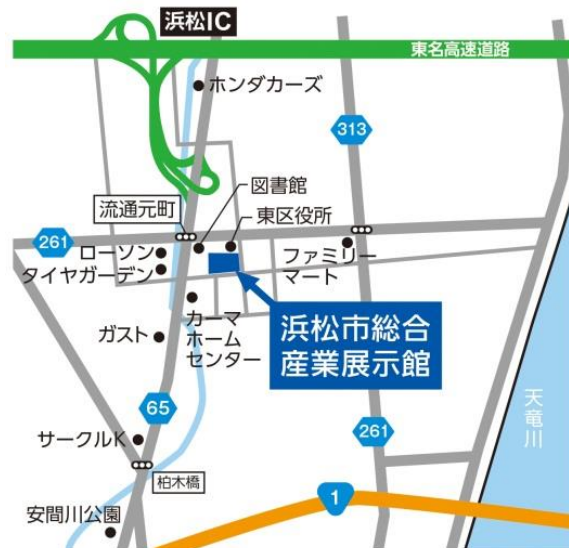 浜松IC
東名高速道路
ホンダカーズ
313
図書館
流通元町
東区役所
261
ローソン
タイヤガーデン
ファミリー
マート
カーマ
ホーム
センター
ガスト
浜松市総合
産業展示館
65
261
天竜川
サークルK
柏木橋
1
安間川公園